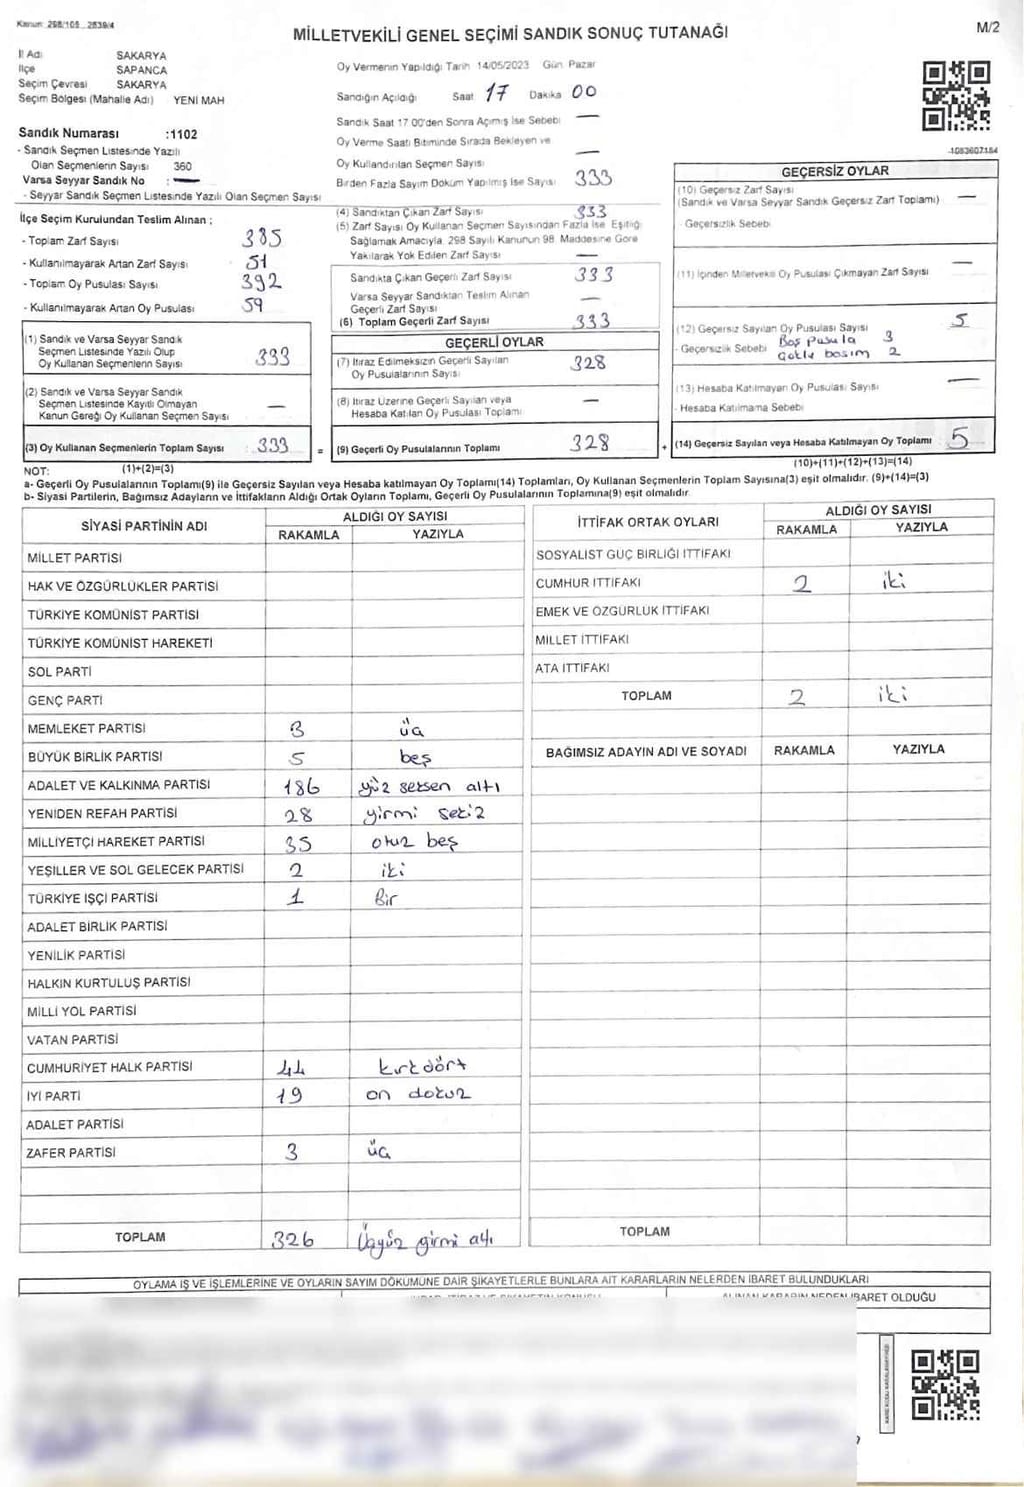 Kanun: 298/105 2839/4
MİLLETVEKİLİ GENEL SEÇİMİ SANDIK SONUÇ TUTANAĞI
M/2
İl Adı SAKARYA
İlçe SAPANCA
Seçim Çevresi SAKARYA
Seçim Bölgesi (Mahalle Adı) YENİ MAH
Oy Vermenin Yapıldığı Tarih 14/05/2023 Gün Pazar
Sandığın Açıldığı Saat 17 Dakika 00
Sandık Saat 17 00'den Sonra Açımış İse Sebebi —
Oy Verme Saati Bitiminde Sırada Bekleyen ve
Oy Kullandırılan Seçmen Sayısı —
Birden Fazla Sayım Döküm Yapılmış İse Sayısı 333
Sandık Numarası :1102
- Sandık Seçmen Listesinde Yazılı
Olan Seçmenlerin Sayısı 360
Varsa Seyyar Sandık No : —
- Seyyar Sandık Seçmen Listesinde Yazılı Olan Seçmen Sayısı
-1083607184
İlçe Seçim Kurulundan Teslim Alınan ;
- Toplam Zarf Sayısı 385
- Kullanılmayarak Artan Zarf Sayısı 51
- Toplam Oy Pusulası Sayısı 392
- Kullanılmayarak Artan Oy Pusulası 59
(1) Sandık ve Varsa Seyyar Sandık
Seçmen Listesinde Yazılı Olup
Oy Kullanan Seçmenlerin Sayısı 333
(2) Sandık ve Varsa Seyyar Sandık
Seçmen Listesinde Kayıtlı Olmayan
Kanun Gereği Oy Kullanan Seçmen Sayısı —
(3) Oy Kullanan Seçmenlerin Toplam Sayısı : 333 =
(4) Sandıktan Çıkan Zarf Sayısı 333
(5) Zarf Sayısı Oy Kullanan Seçmen Sayısından Fazla İse Eşitliği
Sağlamak Amacıyla, 298 Sayılı Kanunun 98. Maddesine Göre
Yakılarak Yok Edilen Zarf Sayısı —
Sandıkta Çıkan Geçerli Zarf Sayısı 333
Varsa Seyyar Sandıktan Teslim Alınan
Geçerli Zarf Sayısı —
(6) Toplam Geçerli Zarf Sayısı 333
GEÇERLİ OYLAR
(7) İtiraz Edilmeksizin Geçerli Sayılan
Oy Pusulalarının Sayısı 328
(8) İtiraz Üzerine Geçerli Sayılan veya
Hesaba Katılan Oy Pusulası Toplamı —
(9) Geçerli Oy Pusulalarının Toplamı 328 +
GEÇERSİZ OYLAR
(10) Geçersiz Zarf Sayısı
(Sandık ve Varsa Seyyar Sandık Geçersiz Zarf Toplamı) —
- Geçersizlik Sebebi
(11) İçinden Milletvekili Oy Pusulası Çıkmayan Zarf Sayısı —
(12) Geçersiz Sayılan Oy Pusulası Sayısı 5
- Geçersizlik Sebebi Boş pusula 3
basım 2
(13) Hesaba Katılmayan Oy Pusulası Sayısı —
- Hesaba Katılmama Sebebi
(14) Geçersiz Sayılan veya Hesaba Katılmayan Oy Toplamı : 5
NOT: (1)+(2)=(3)
(10)+(11)+(12)+(13)=(14)
a- Geçerli Oy Pusulalarının Toplamı(9) ile Geçersiz Sayılan veya Hesaba katılmayan Oy Toplamı(14) Toplamları, Oy Kullanan Seçmenlerin Toplam Sayısına(3) eşit olmalıdır. (9)+(14)=(3)
b- Siyasi Partilerin, Bağımsız Adayların ve İttifakların Aldığı Ortak Oyların Toplamı, Geçerli Oy Pusulalarının Toplamına(9) eşit olmalıdır.
SİYASİ PARTİNİN ADI ALDIĞI OY SAYISI
RAKAMLA YAZIYLA
MİLLET PARTİSİ
HAK VE ÖZGÜRLÜKLER PARTİSİ
TÜRKİYE KOMÜNİST PARTİSİ
TÜRKİYE KOMÜNİST HAREKETİ
SOL PARTİ
GENÇ PARTİ
MEMLEKET PARTİSİ 3 üç
BÜYÜK BİRLİK PARTİSİ 5 beş
ADALET VE KALKINMA PARTİSİ 186 yüz seksen altı
YENİDEN REFAH PARTİSİ 28 yirmi sekiz
MİLLİYETÇİ HAREKET PARTİSİ 35 otuz beş
YEŞİLLER VE SOL GELECEK PARTİSİ 2 iki
TÜRKİYE İŞÇİ PARTİSİ 1 Bir
ADALET BİRLİK PARTİSİ
YENİLİK PARTİSİ
HALKIN KURTULUŞ PARTİSİ
MİLLİ YOL PARTİSİ
VATAN PARTİSİ
CUMHURİYET HALK PARTİSİ 44 kırkdört
İYİ PARTİ 19 on dokuz
ADALET PARTİSİ
ZAFER PARTİSİ 3 üç
TOPLAM 326 Üçyüz yirmi altı
İTTİFAK ORTAK OYLARI ALDIĞI OY SAYISI
RAKAMLA YAZIYLA
SOSYALİST GÜÇ BİRLİĞİ İTTİFAKI
CUMHUR İTTİFAKI 2 iki
EMEK VE ÖZGÜRLÜK İTTİFAKI
MİLLET İTTİFAKI
ATA İTTİFAKI
TOPLAM 2 iki
BAĞIMSIZ ADAYIN ADI VE SOYADI RAKAMLA YAZIYLA
TOPLAM
OYLAMA İŞ VE İŞLEMLERİNE VE OYLARIN SAYIM DÖKÜMÜNE DAİR ŞİKAYETLERLE BUNLARA AİT KARARLARIN NELERDEN İBARET BULUNDUKLARI
ALINAN KARARIN NEDEN İBARET OLDUĞU